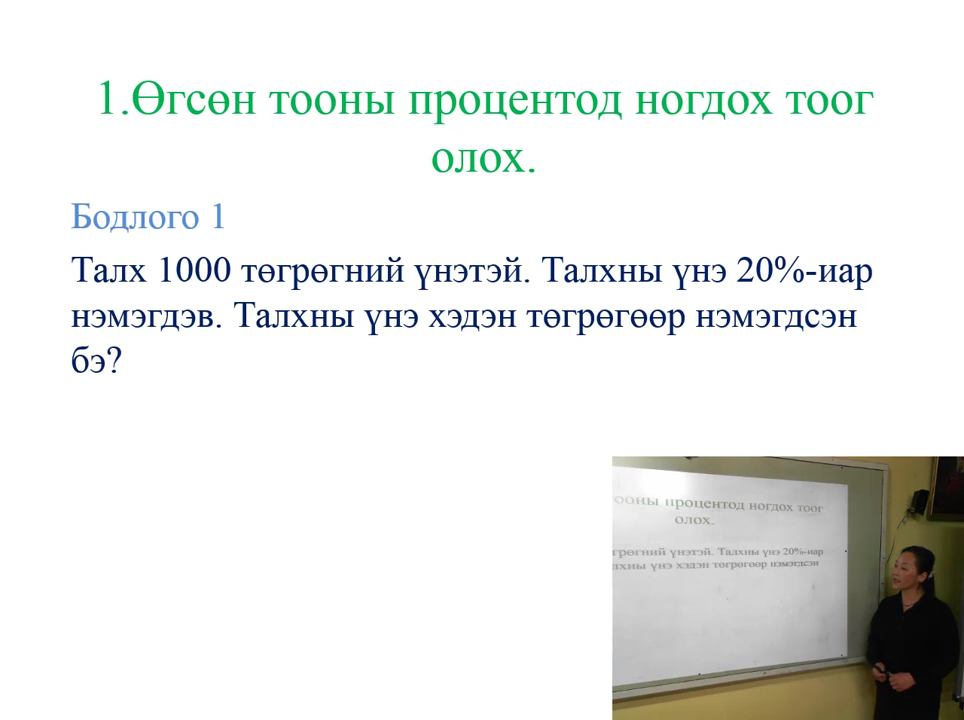 1.Өгсөн тооны процентод ногдох тоог
олох.
Бодлого 1
Талх 1000 төгрөгний үнэтэй. Талхны үнэ 20%-иар
нэмэгдэв. Талхны үнэ хэдэн төгрөгөөр нэмэгдсэн
бэ?
тооны процентод ногдох тоог
олох.
грөгний үнэтэй. Талхны үнэ 20%-иар
лхны үнэ хэдэн төгрөгөөр нэмэгдсэн